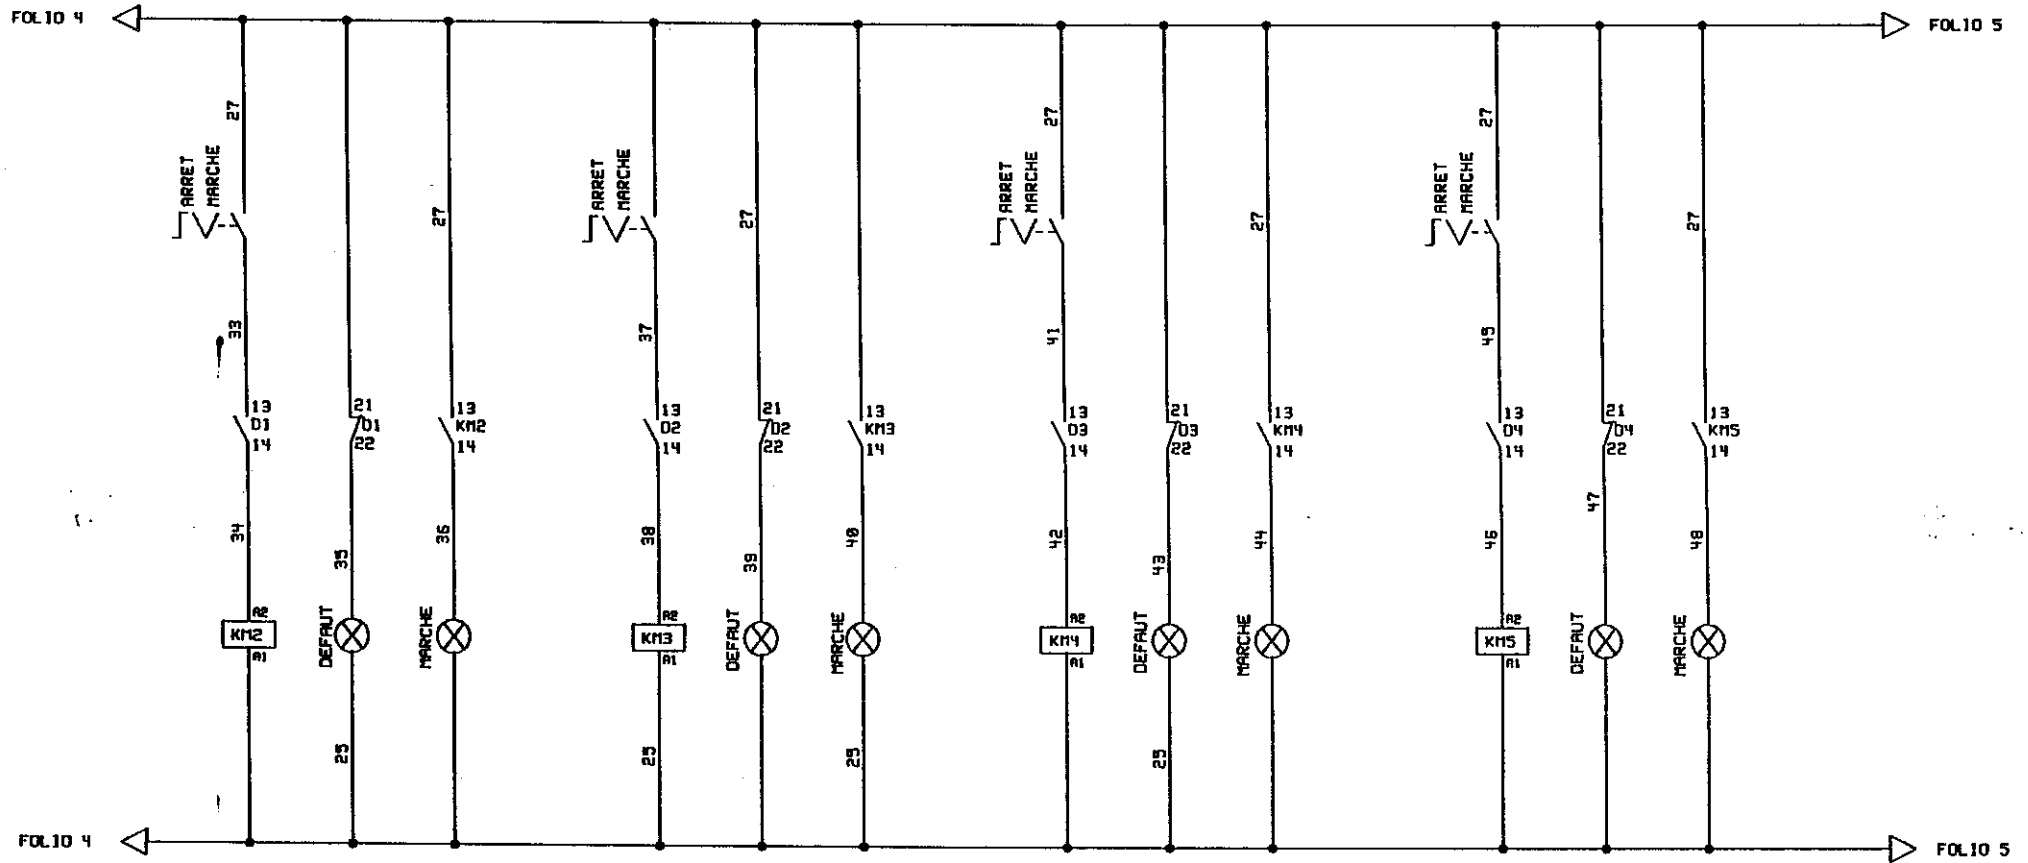 FOLIO 4
FOLIO 5
27
27
27
ARRET
MARCHE
ARRET
MARCHE
ARRET
MARCHE
ARRET
MARCHE
27
27
27
27
33
37
41
45
13
D1
14
21
D1
22
13
KM2
14
13
D2
14
21
D2
22
13
KM3
14
13
D3
14
21
D3
22
13
KM4
14
13
D4
14
21
D4
22
13
KM5
14
34
35
36
38
39
40
42
43
44
46
47
48
A2
KM2
A1
DEFAUT
MARCHE
A2
KM3
A1
DEFAUT
MARCHE
A2
KM4
A1
DEFAUT
MARCHE
A2
KM5
A1
DEFAUT
MARCHE
25
25
25
25
FOLIO 4
FOLIO 5